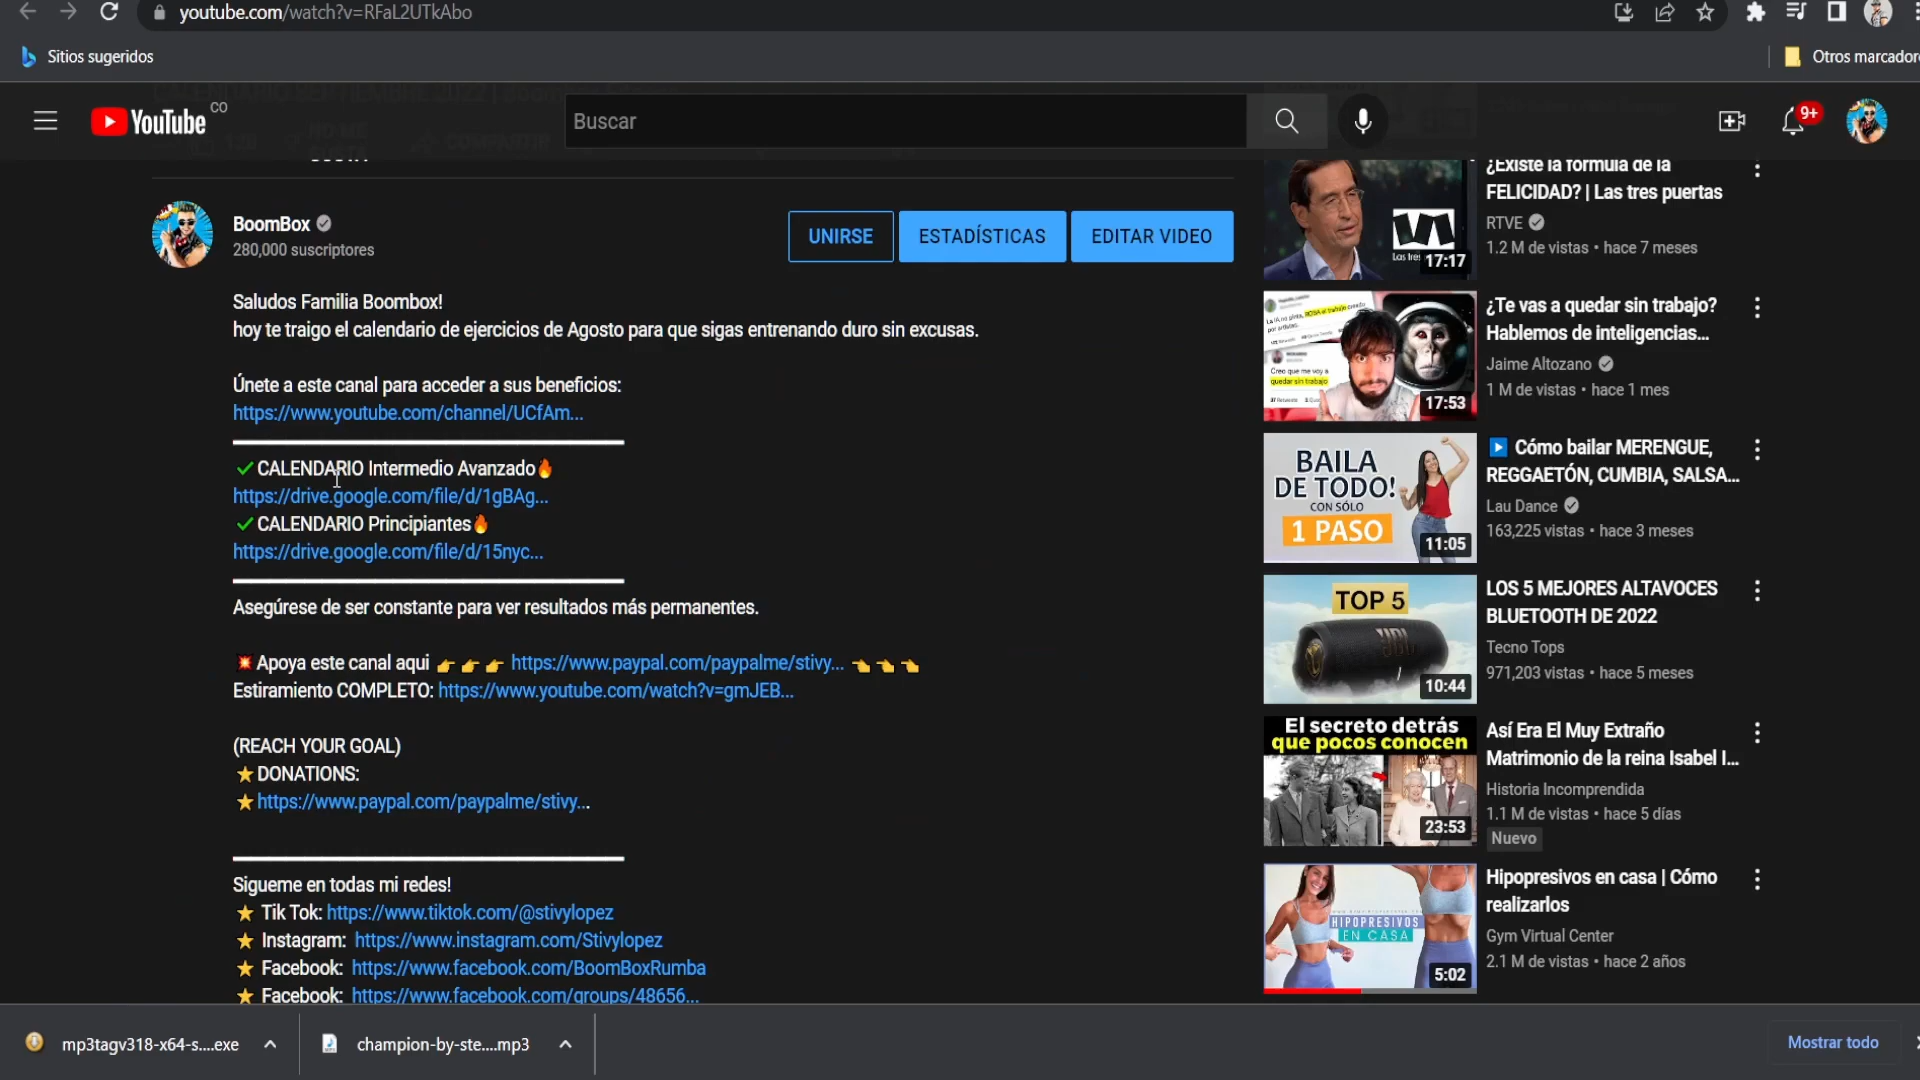 youtube.com/watch?v=RFaL2UTkAbo
Sitios sugeridos
Otros marcadore
YouTube CO
Buscar
9+
BoomBox
280,000 suscriptores
UNIRSE
ESTADÍSTICAS
EDITAR VIDEO
Saludos Familia Boombox!
hoy te traigo el calendario de ejercicios de Agosto para que sigas entrenando duro sin excusas.
Únete a este canal para acceder a sus beneficios:
https://www.youtube.com/channel/UCfAm...
✓CALENDARIO Intermedio Avanzado🔥
https://drive.google.com/file/d/1gBAg...
✓CALENDARIO Principiantes🔥
https://drive.google.com/file/d/15nyc...
Asegúrese de ser constante para ver resultados más permanentes.
💥Apoya este canal aqui 👉 👉 👉 https://www.paypal.com/paypalme/stivy... 👈 👈 👈
Estiramiento COMPLETO: https://www.youtube.com/watch?v=gmJEB...
(REACH YOUR GOAL)
⭐DONATIONS:
⭐https://www.paypal.com/paypalme/stivy...
Sigueme en todas mi redes!
⭐ Tik Tok: https://www.tiktok.com/@stivylopez
⭐ Instagram: https://www.instagram.com/Stivylopez
⭐ Facebook: https://www.facebook.com/BoomBoxRumba
⭐ Facebook: https://www.facebook.com/groups/48656...
17:17
¿Existe la fórmula de la
FELICIDAD? | Las tres puertas
RTVE
1.2 M de vistas • hace 7 meses
quedar sin trabajo
17:53
¿Te vas a quedar sin trabajo?
Hablemos de inteligencias...
Jaime Altozano
1 M de vistas • hace 1 mes
BAILA
DE TODO!
CON SÓLO
1 PASO
11:05
▶ Cómo bailar MERENGUE,
REGGAETÓN, CUMBIA, SALSA...
Lau Dance
163,225 vistas • hace 3 meses
TOP 5
JBL
10:44
LOS 5 MEJORES ALTAVOCES
BLUETOOTH DE 2022
Tecno Tops
971,203 vistas • hace 5 meses
El secreto detrás
que pocos conocen
23:53
Así Era El Muy Extraño
Matrimonio de la reina Isabel I...
Historia Incomprendida
1.1 M de vistas • hace 5 días
Nuevo
HIPOPRESIVOS
EN CASA
5:02
Hipopresivos en casa | Cómo
realizarlos
Gym Virtual Center
2.1 M de vistas • hace 2 años
mp3tagv318-x64-s....exe
champion-by-ste....mp3
Mostrar todo